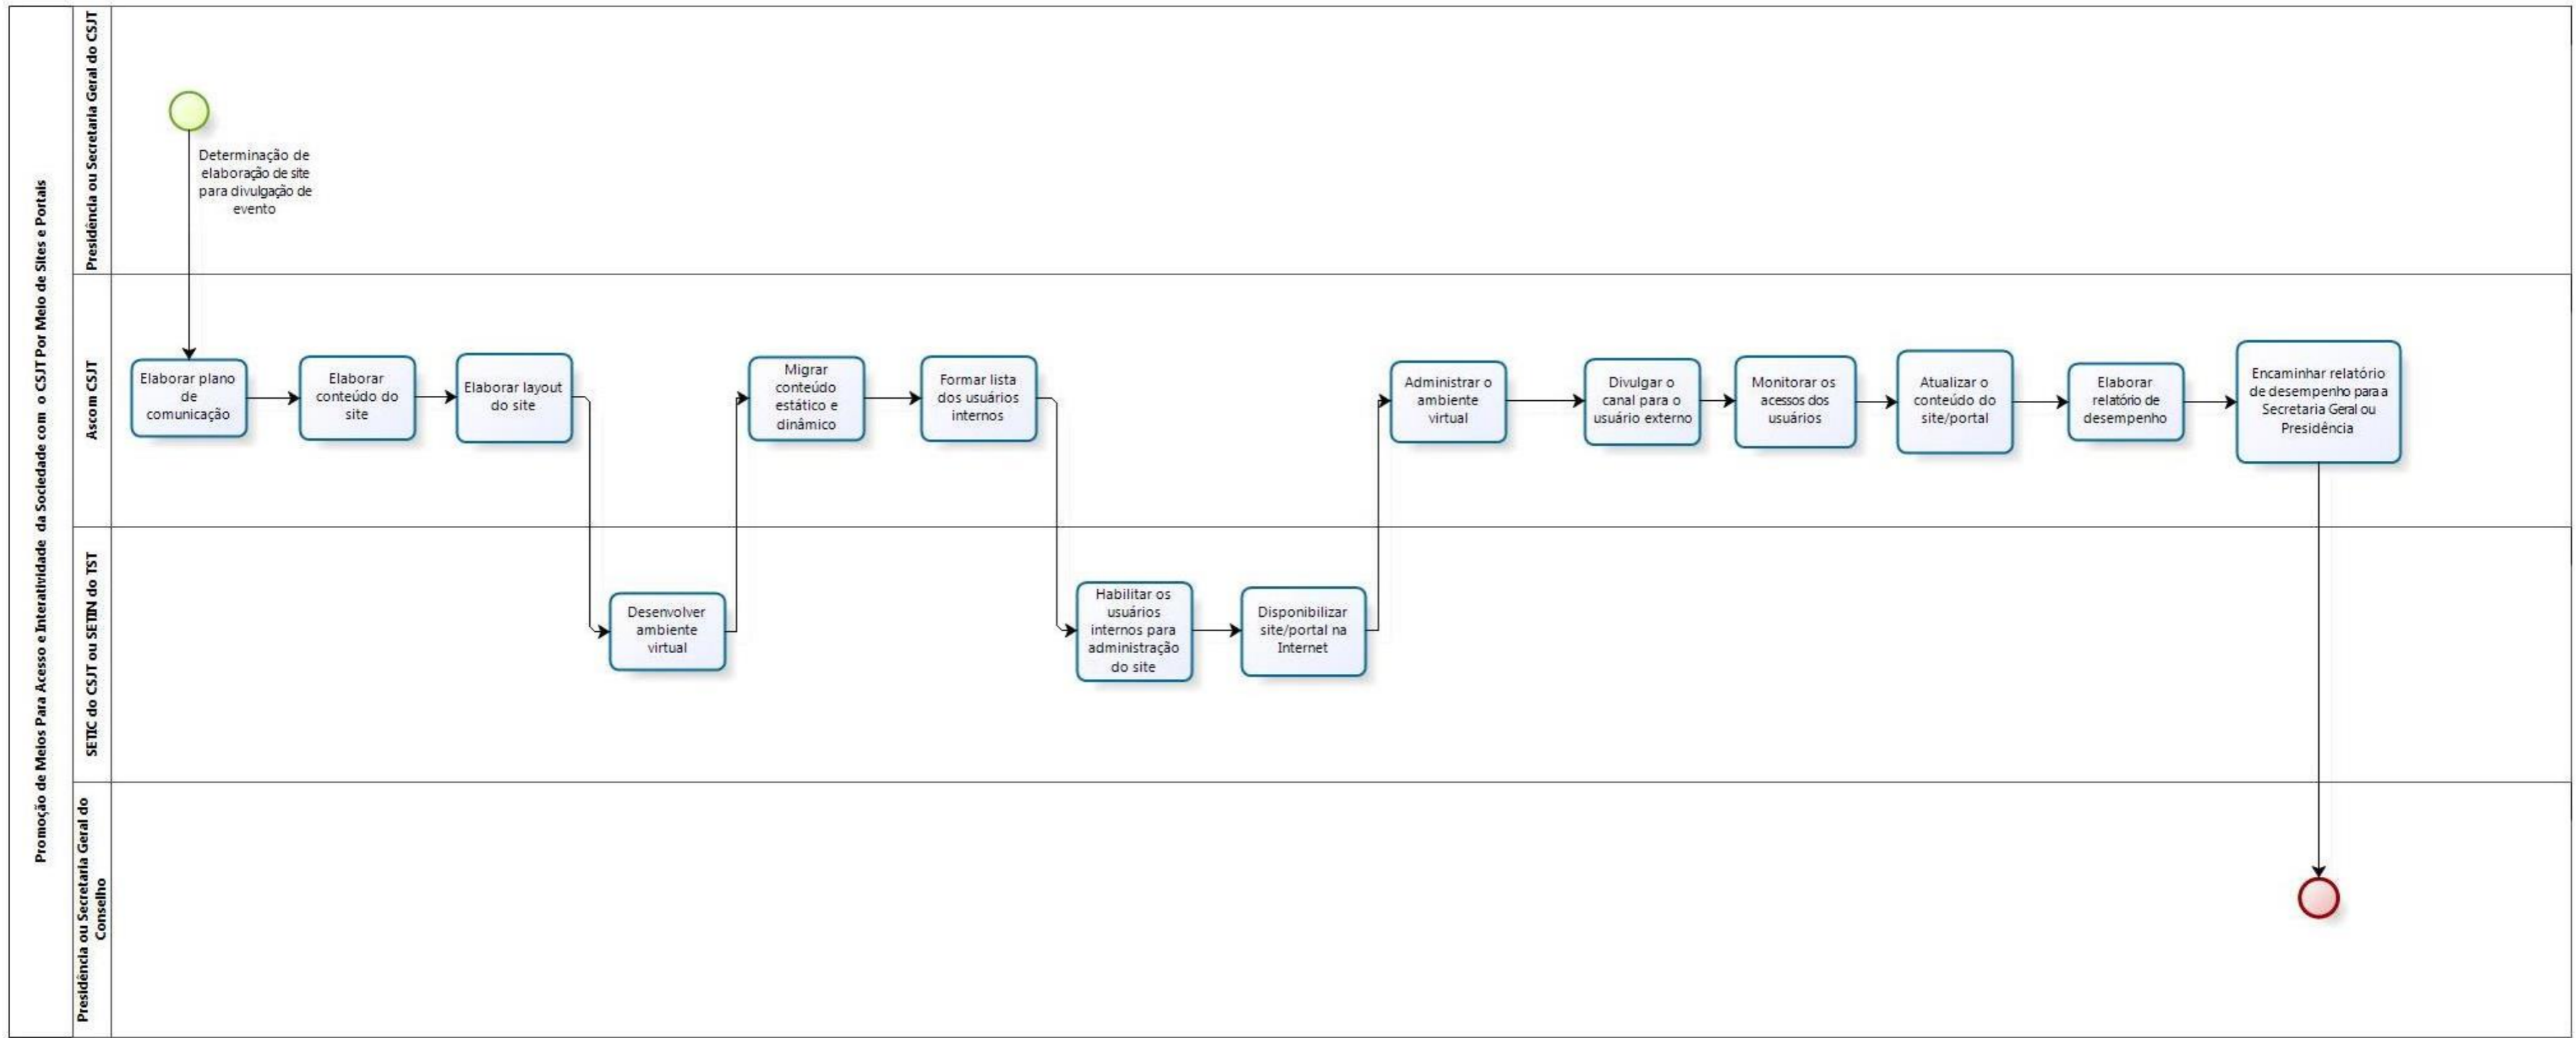 Promoção de Meios Para Acesso e Interatividade da Sociedade com o CSJT Por Meio de Sites e Portais
Presidência ou Secretaria Geral do CSJT
Determinação de
elaboração de site
para divulgação de
evento
Ascom CSJT
Elaborar plano
de
comunicação
Elaborar
conteúdo do
site
Elaborar layout
do site
Migrar
conteúdo
estático e
dinâmico
Formar lista
dos usuários
internos
Administrar o
ambiente
virtual
Divulgar o
canal para o
usuário externo
Monitorar os
acessos dos
usuários
Atualizar o
conteúdo do
site/portal
Elaborar
relatório de
desempenho
Encaminhar relatório
de desempenho para a
Secretaria Geral ou
Presidência
SETIC do CSJT ou SETIN do TST
Desenvolver
ambiente
virtual
Habilitar os
usuários
internos para
administração
do site
Disponibilizar
site/portal na
Internet
Presidência ou Secretaria Geral do
Conselho